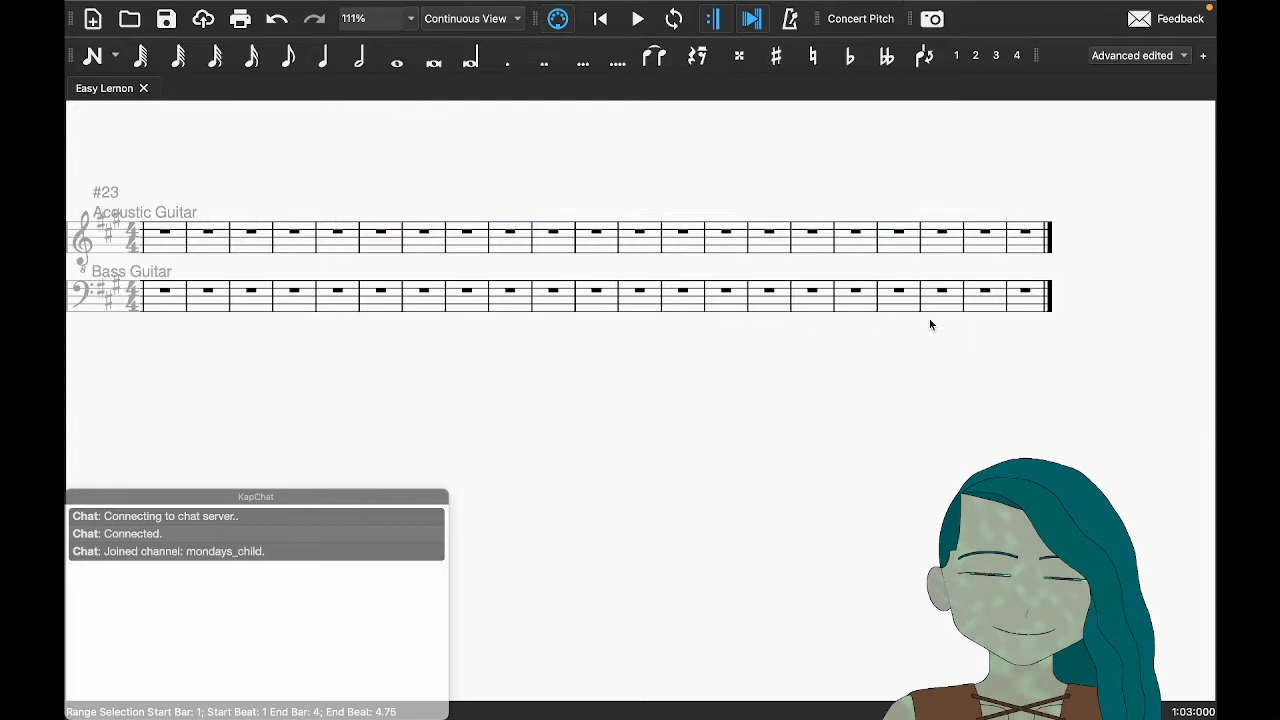 111% Continuous View Concert Pitch Feedback
1 2 3 4 Advanced edited +
Easy Lemon
#23
Acoustic Guitar
8
Bass Guitar
KapChat
Chat: Connecting to chat server..
Chat: Connected.
Chat: Joined channel: mondays_child.
Range Selection Start Bar: 1; Start Beat: 1 End Bar: 4; End Beat: 4.75
1:03:000